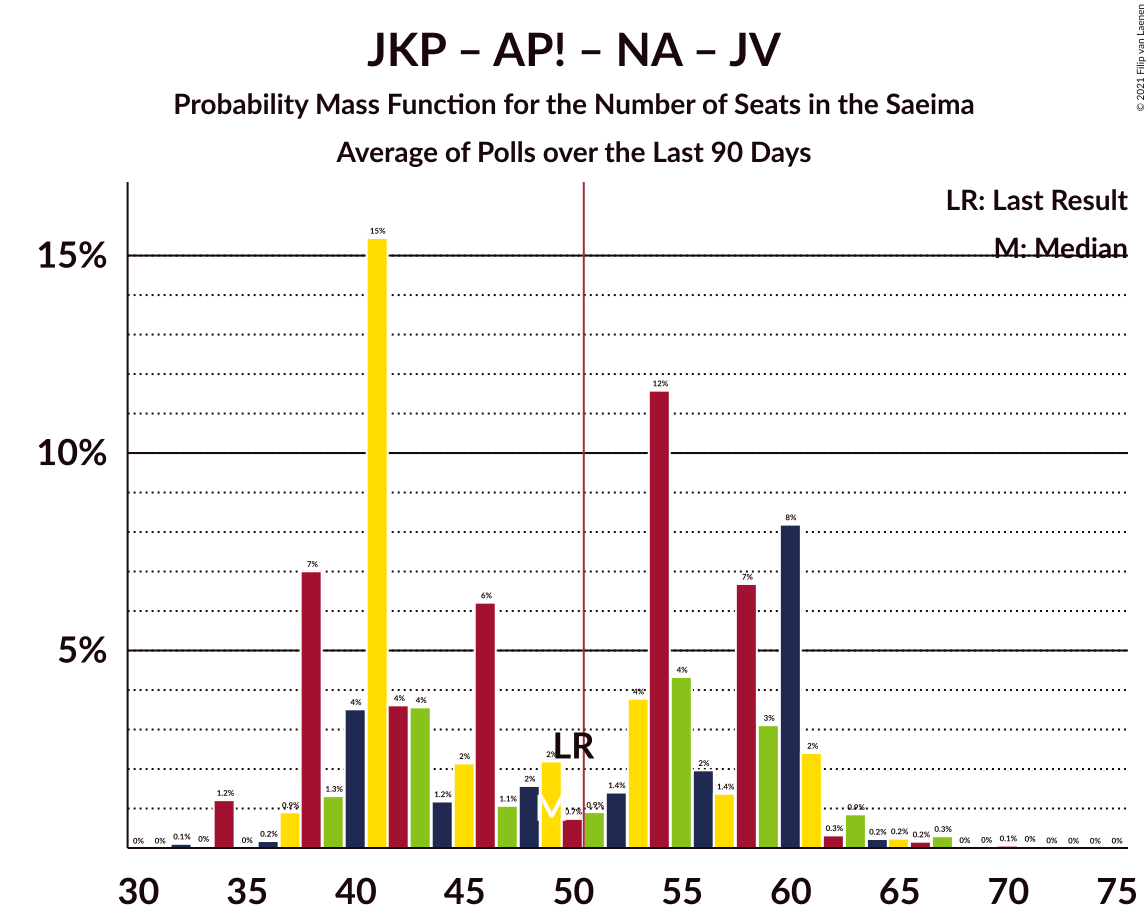 JKP – AP! – NA – JV
Probability Mass Function for the Number of Seats in the Saeima
Average of Polls over the Last 90 Days
© 2021 Filip van Laenen
LR: Last Result
M: Median
15%
10%
5%
0% 0% 0.1% 0% 1.2% 0% 0.2% 0.9% 7% 1.3% 4% 15% 4% 4% 1.2% 2% 6% 1.1% 2% 2% 0.7% 0.9% 1.4% 4% 12% 4% 2% 1.4% 7% 3% 8% 2% 0.3% 0.9% 0.2% 0.2% 0.2% 0.3% 0% 0% 0.1% 0% 0% 0% 0% 0%
LR
M
30 35 40 45 50 55 60 65 70 75